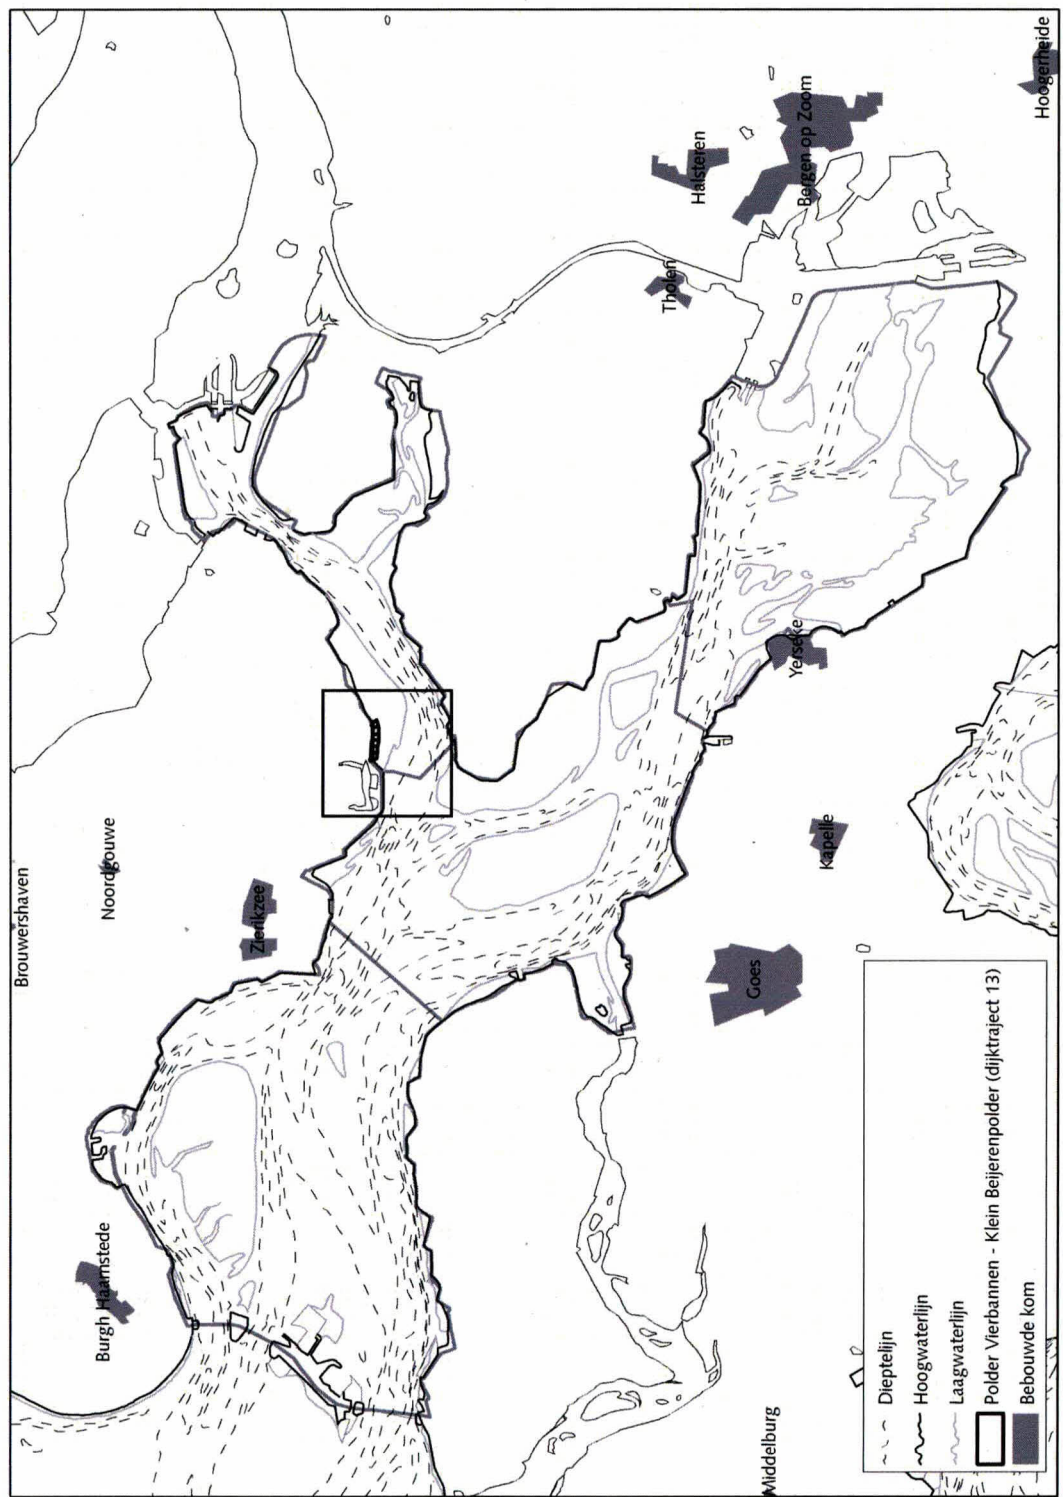 Brouwershaven
Noordgouwe
Zierikzee
Burgh Haamstede
Halsteren
Bergen op Zoom
Hoogerheide
Tholen
Yerseke
Kapelle
Goes
Middelburg
Dieptelijn
Hoogwaterlijn
Laagwaterlijn
Polder Vierbannen - Klein Beijerenpolder (dijktraject 13)
Bebouwde kom